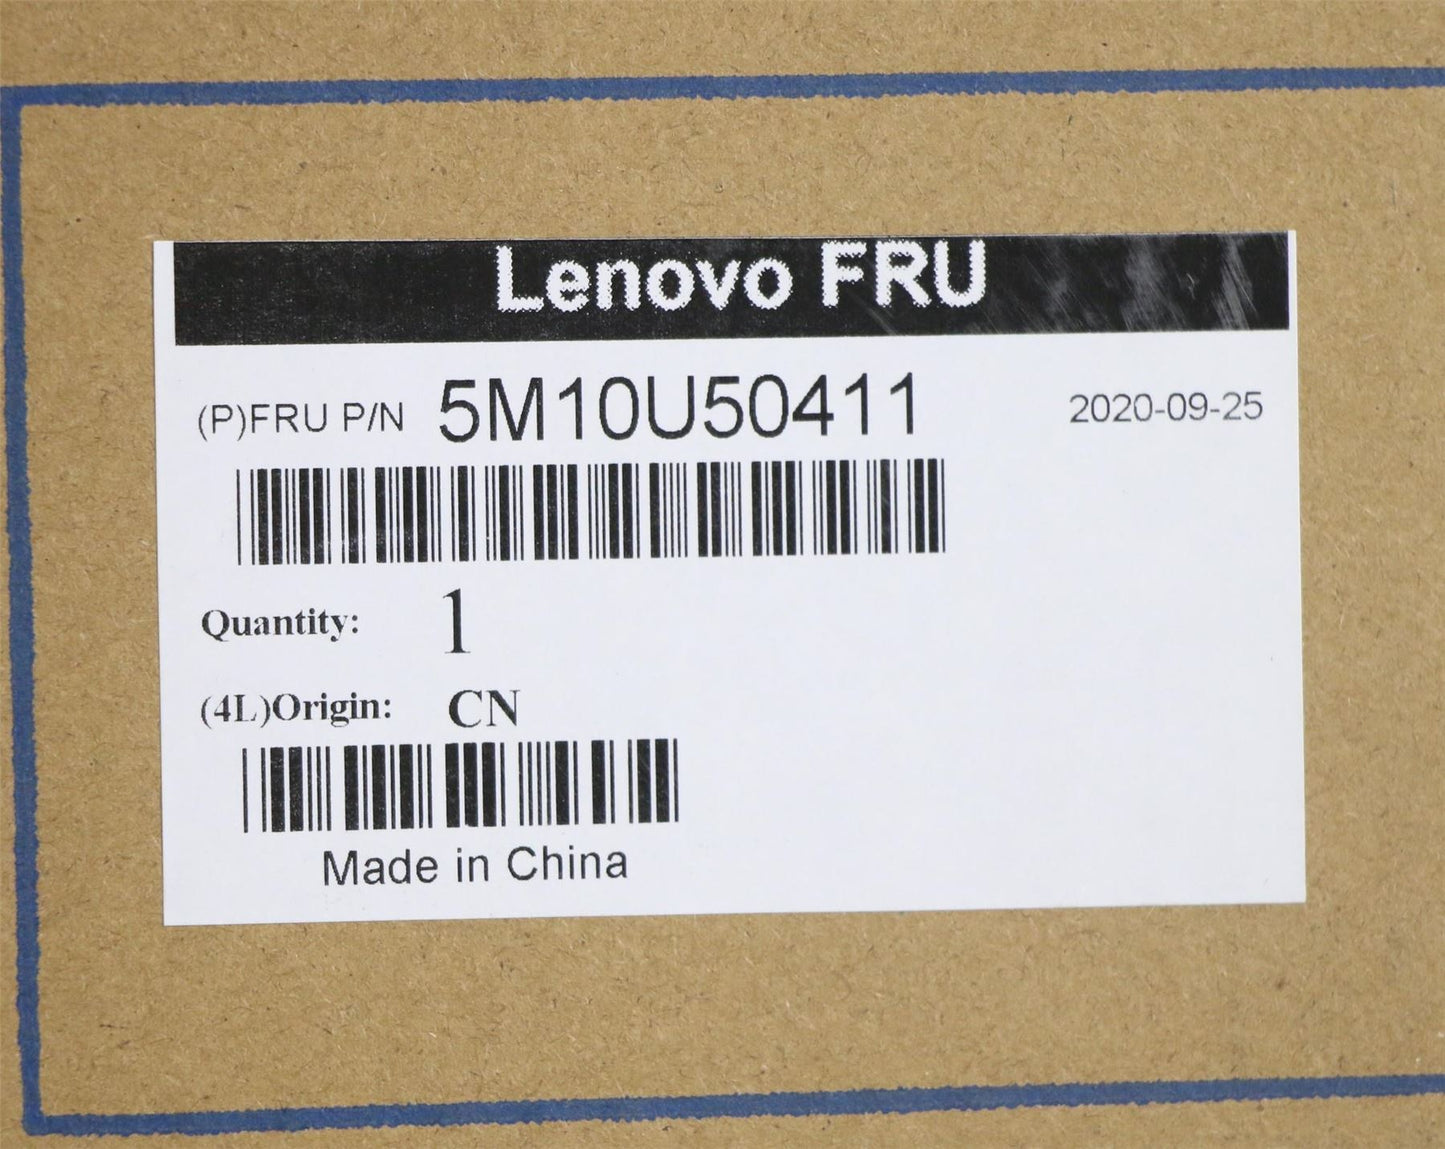 Lenovo FRU
(P)FRU P/N 5M10U50411 2020-09-25
Quantity: 1
(4L)Origin: CN
Made in China